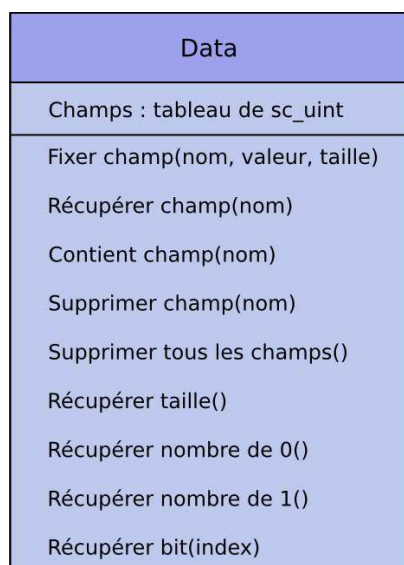 Data
Champs : tableau de sc_uint
Fixer champ(nom, valeur, taille)
Récupérer champ(nom)
Contient champ(nom)
Supprimer champ(nom)
Supprimer tous les champs()
Récupérer taille()
Récupérer nombre de 0()
Récupérer nombre de 1()
Récupérer bit(index)